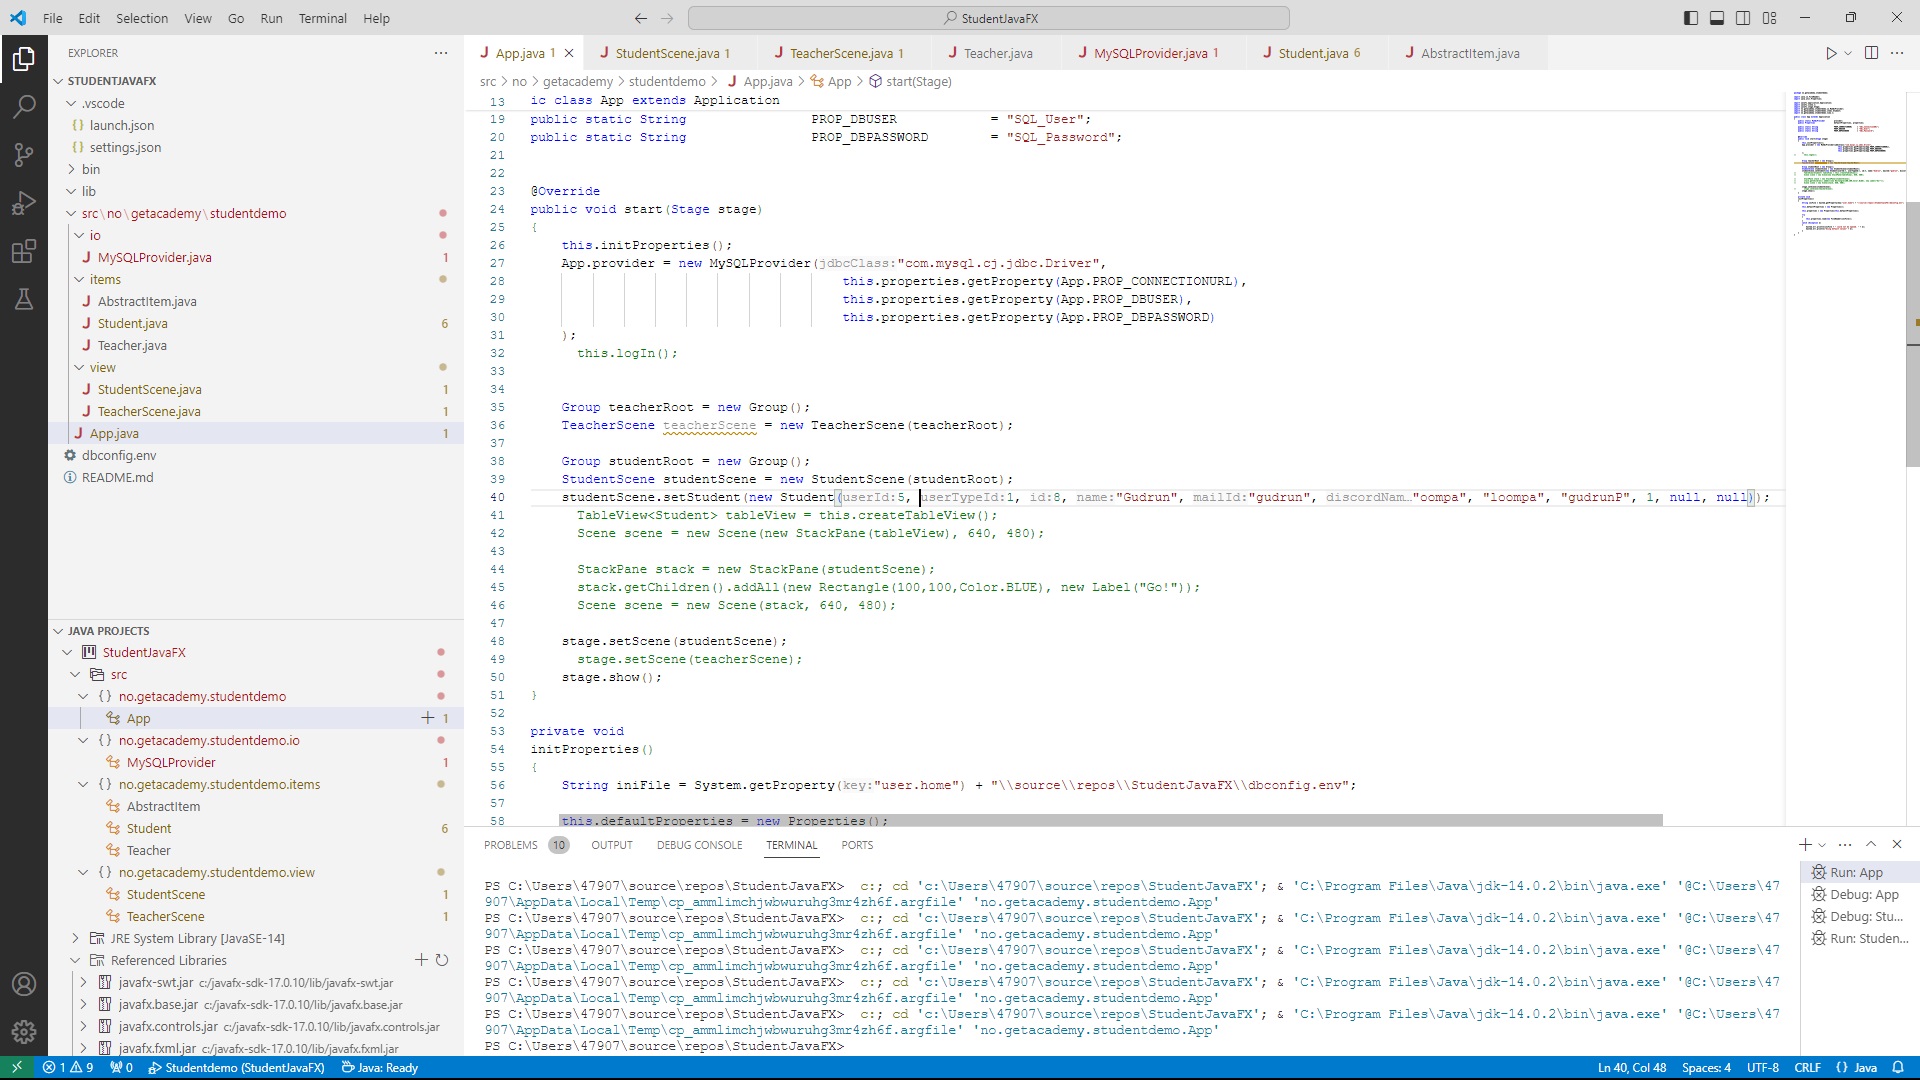 File Edit Selection View Go Run Terminal Help
StudentJavaFX
EXPLORER
STUDENTJAVAFX
.vscode
launch.json
settings.json
bin
lib
src\no\getacademy\studentdemo
io
MySQLProvider.java 1
items
AbstractItem.java
Student.java 6
Teacher.java
view
StudentScene.java 1
TeacherScene.java 1
App.java 1
dbconfig.env
README.md
JAVA PROJECTS
StudentJavaFX
src
no.getacademy.studentdemo
App 1
no.getacademy.studentdemo.io
MySQLProvider 1
no.getacademy.studentdemo.items
AbstractItem
Student 6
Teacher
no.getacademy.studentdemo.view
StudentScene 1
TeacherScene 1
JRE System Library [JavaSE-14]
Referenced Libraries
javafx-swt.jar c:/javafx-sdk-17.0.10/lib/javafx-swt.jar
javafx.base.jar c:/javafx-sdk-17.0.10/lib/javafx.base.jar
javafx.controls.jar c:/javafx-sdk-17.0.10/lib/javafx.controls.jar
javafx.fxml.jar c:/javafx-sdk-17.0.10/lib/javafx.fxml.jar
App.java 1 StudentScene.java 1 TeacherScene.java 1 Teacher.java MySQLProvider.java 1 Student.java 6 AbstractItem.java
src > no > getacademy > studentdemo > App.java > App > start(Stage)
13 ic class App extends Application
19 public static String PROP_DBUSER = "SQL_User";
20 public static String PROP_DBPASSWORD = "SQL_Password";
21
22
23 @Override
24 public void start(Stage stage)
25 {
26 this.initProperties();
27 App.provider = new MySQLProvider(jdbcClass:"com.mysql.cj.jdbc.Driver",
28 this.properties.getProperty(App.PROP_CONNECTIONURL),
29 this.properties.getProperty(App.PROP_DBUSER),
30 this.properties.getProperty(App.PROP_DBPASSWORD)
31 );
32 this.logIn();
33
34
35 Group teacherRoot = new Group();
36 TeacherScene teacherScene = new TeacherScene(teacherRoot);
37
38 Group studentRoot = new Group();
39 StudentScene studentScene = new StudentScene(studentRoot);
40 studentScene.setStudent(new Student(userId:5, userTypeId:1, id:8, name:"Gudrun", mailId:"gudrun", discordNam…"oompa", "loompa", "gudrunP", 1, null, null));
41 TableView<Student> tableView = this.createTableView();
42 Scene scene = new Scene(new StackPane(tableView), 640, 480);
43
44 StackPane stack = new StackPane(studentScene);
45 stack.getChildren().addAll(new Rectangle(100,100,Color.BLUE), new Label("Go!"));
46 Scene scene = new Scene(stack, 640, 480);
47
48 stage.setScene(studentScene);
49 stage.setScene(teacherScene);
50 stage.show();
51 }
52
53 private void
54 initProperties()
55 {
56 String iniFile = System.getProperty(key:"user.home") + "\\source\\repos\\StudentJavaFX\\dbconfig.env";
57
58 this.defaultProperties = new Properties();
PROBLEMS 10 OUTPUT DEBUG CONSOLE TERMINAL PORTS
PS C:\Users\47907\source\repos\StudentJavaFX> c:; cd 'c:\Users\47907\source\repos\StudentJavaFX'; & 'C:\Program Files\Java\jdk-14.0.2\bin\java.exe' '@C:\Users\47
907\AppData\Local\Temp\cp_ammlimchjwbwuruhg3mr4zh6f.argfile' 'no.getacademy.studentdemo.App'
PS C:\Users\47907\source\repos\StudentJavaFX> c:; cd 'c:\Users\47907\source\repos\StudentJavaFX'; & 'C:\Program Files\Java\jdk-14.0.2\bin\java.exe' '@C:\Users\47
907\AppData\Local\Temp\cp_ammlimchjwbwuruhg3mr4zh6f.argfile' 'no.getacademy.studentdemo.App'
PS C:\Users\47907\source\repos\StudentJavaFX> c:; cd 'c:\Users\47907\source\repos\StudentJavaFX'; & 'C:\Program Files\Java\jdk-14.0.2\bin\java.exe' '@C:\Users\47
907\AppData\Local\Temp\cp_ammlimchjwbwuruhg3mr4zh6f.argfile' 'no.getacademy.studentdemo.App'
PS C:\Users\47907\source\repos\StudentJavaFX> c:; cd 'c:\Users\47907\source\repos\StudentJavaFX'; & 'C:\Program Files\Java\jdk-14.0.2\bin\java.exe' '@C:\Users\47
907\AppData\Local\Temp\cp_ammlimchjwbwuruhg3mr4zh6f.argfile' 'no.getacademy.studentdemo.App'
PS C:\Users\47907\source\repos\StudentJavaFX> c:; cd 'c:\Users\47907\source\repos\StudentJavaFX'; & 'C:\Program Files\Java\jdk-14.0.2\bin\java.exe' '@C:\Users\47
907\AppData\Local\Temp\cp_ammlimchjwbwuruhg3mr4zh6f.argfile' 'no.getacademy.studentdemo.App'
PS C:\Users\47907\source\repos\StudentJavaFX>
Run: App
Debug: App
Debug: Stu...
Run: Studen...
1 9 0 Studentdemo (StudentJavaFX) Java: Ready Ln 40, Col 48 Spaces: 4 UTF-8 CRLF {} Java